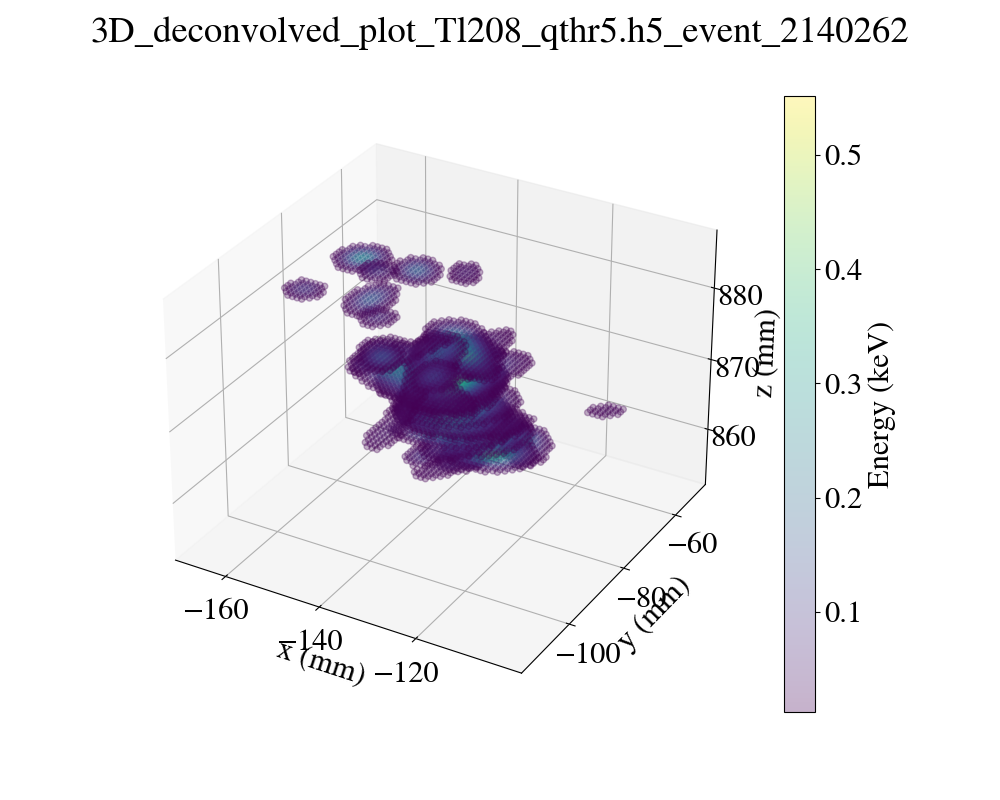 3D_deconvolved_plot_Tl208_qthr5.h5_event_2140262
0.5
0.4
0.3
0.2
0.1
Energy (keV)
880
870
860
z (mm)
−60
−80
−100
y (mm)
−160
−140
−120
x (mm)